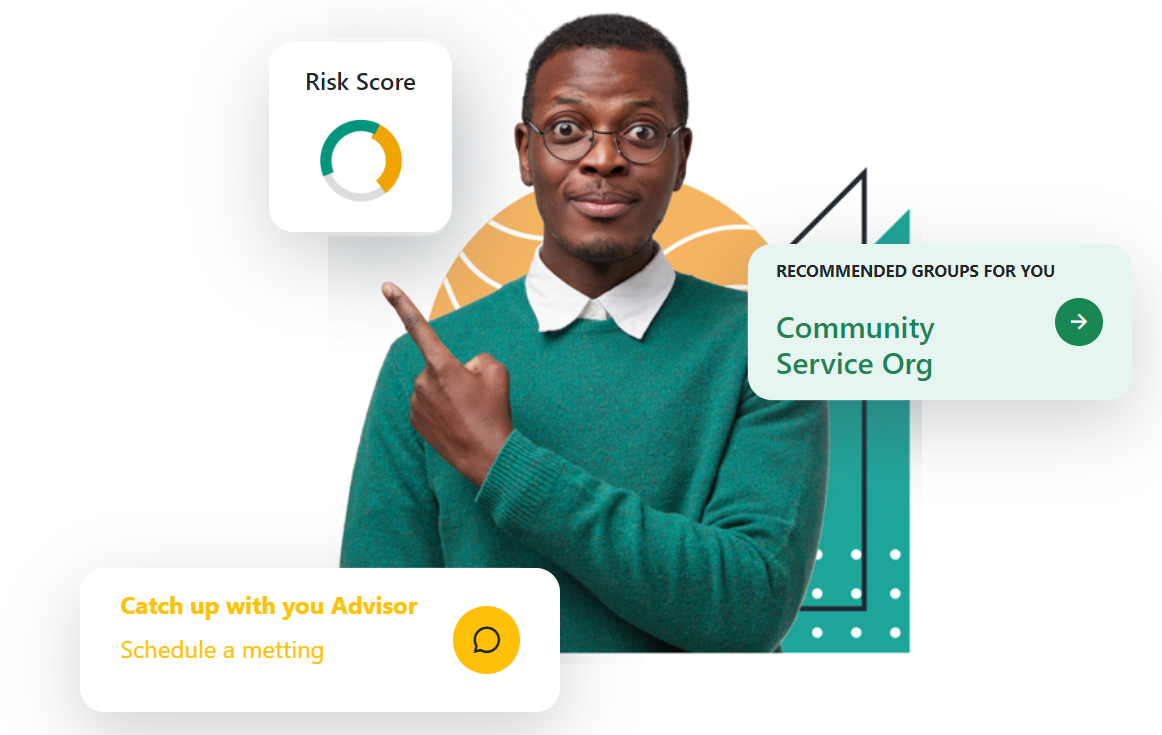 Risk Score
RECOMMENDED GROUPS FOR YOU
Community
Service Org
Catch up with you Advisor
Schedule a metting